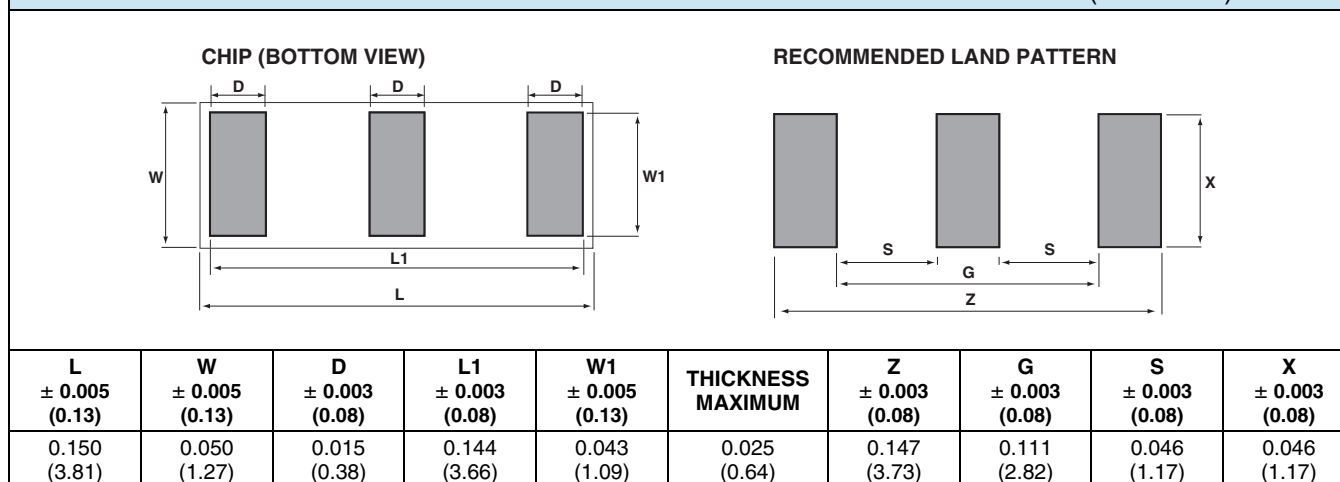 CHIP (BOTTOM VIEW)
RECOMMENDED LAND PATTERN
D D D
W
W1
L1
L
X
S S
G
Z
L W D L1 W1 THICKNESS MAXIMUM Z G S X
± 0.005 ± 0.005 ± 0.003 ± 0.003 ± 0.005 ± 0.003 ± 0.003 ± 0.003 ± 0.003
(0.13) (0.13) (0.08) (0.08) (0.13) (0.08) (0.08) (0.08) (0.08)
0.150 0.050 0.015 0.144 0.043 0.025 0.147 0.111 0.046 0.046
(3.81) (1.27) (0.38) (3.66) (1.09) (0.64) (3.73) (2.82) (1.17) (1.17)